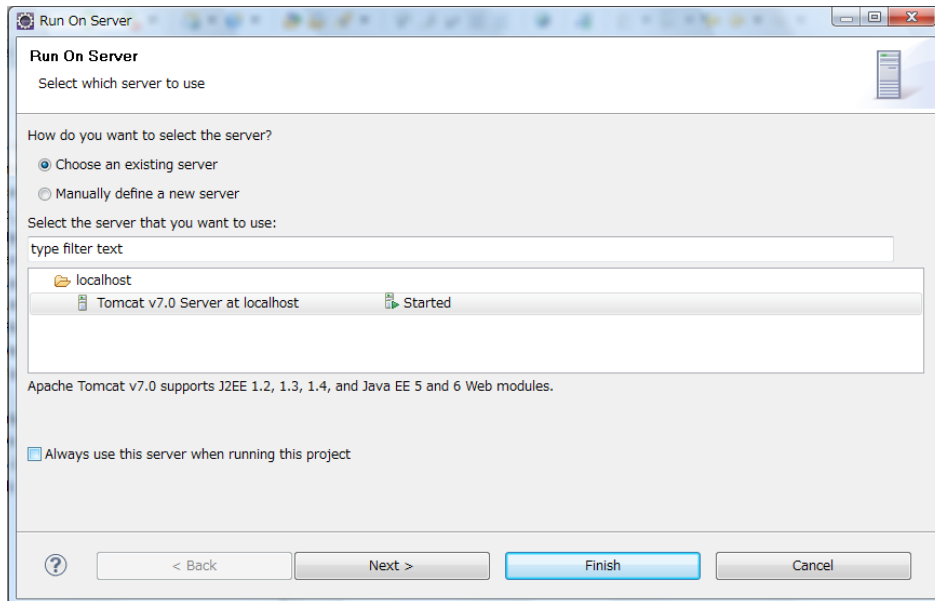 Run On Server
Run On Server
Select which server to use
How do you want to select the server?
Choose an existing server
Manually define a new server
Select the server that you want to use:
type filter text
localhost
Tomcat v7.0 Server at localhost Started
Apache Tomcat v7.0 supports J2EE 1.2, 1.3, 1.4, and Java EE 5 and 6 Web modules.
Always use this server when running this project
? < Back Next > Finish Cancel